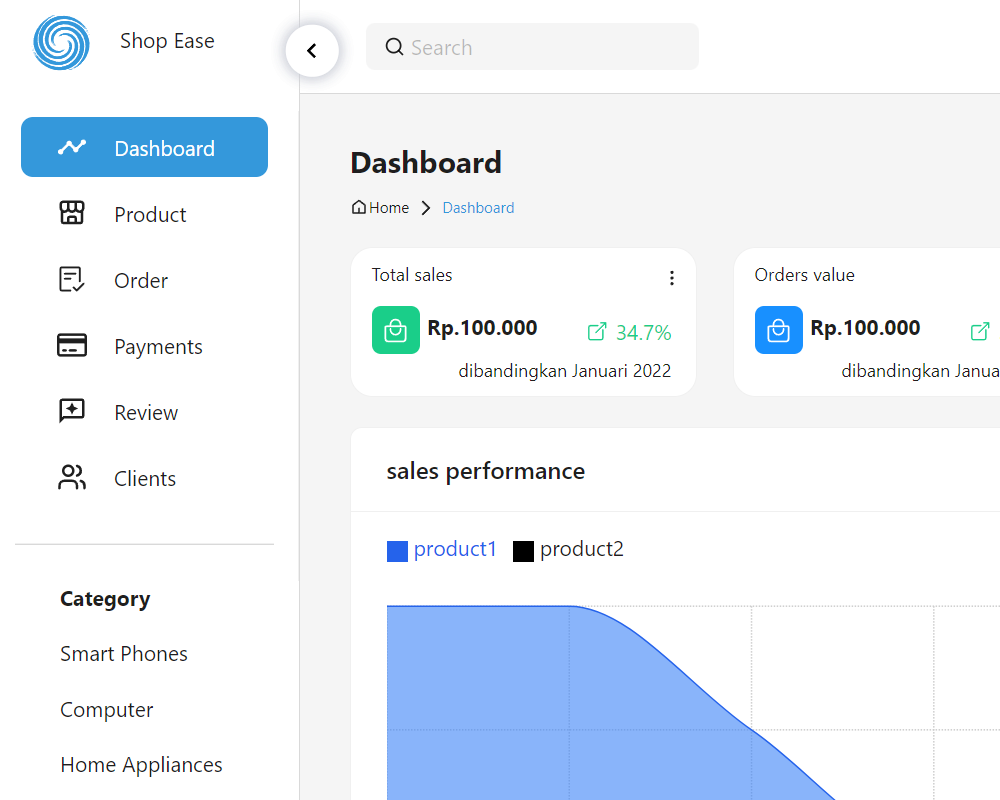 Shop Ease
Search
Dashboard
Product
Order
Payments
Review
Clients
Category
Smart Phones
Computer
Home Appliances
Dashboard
Home Dashboard
Total sales
Rp.100.000 34.7%
dibandingkan Januari 2022
Orders value
Rp.100.000
dibandingkan Janua
sales performance
product1 product2